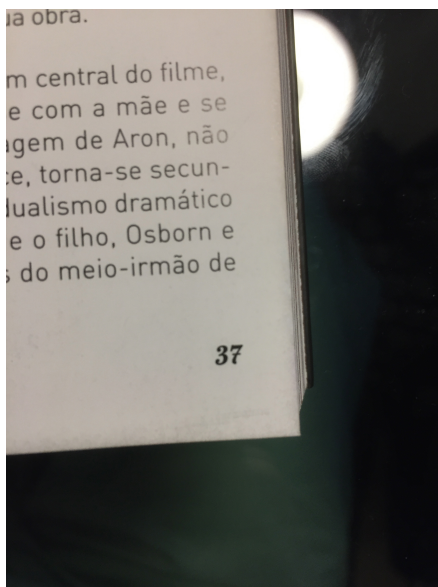 ua obra.
m central do filme,
e com a mãe e se
agem de Aron, não
ce, torna-se secun-
dualismo dramático
e o filho, Osborn e
s do meio-irmão de
37